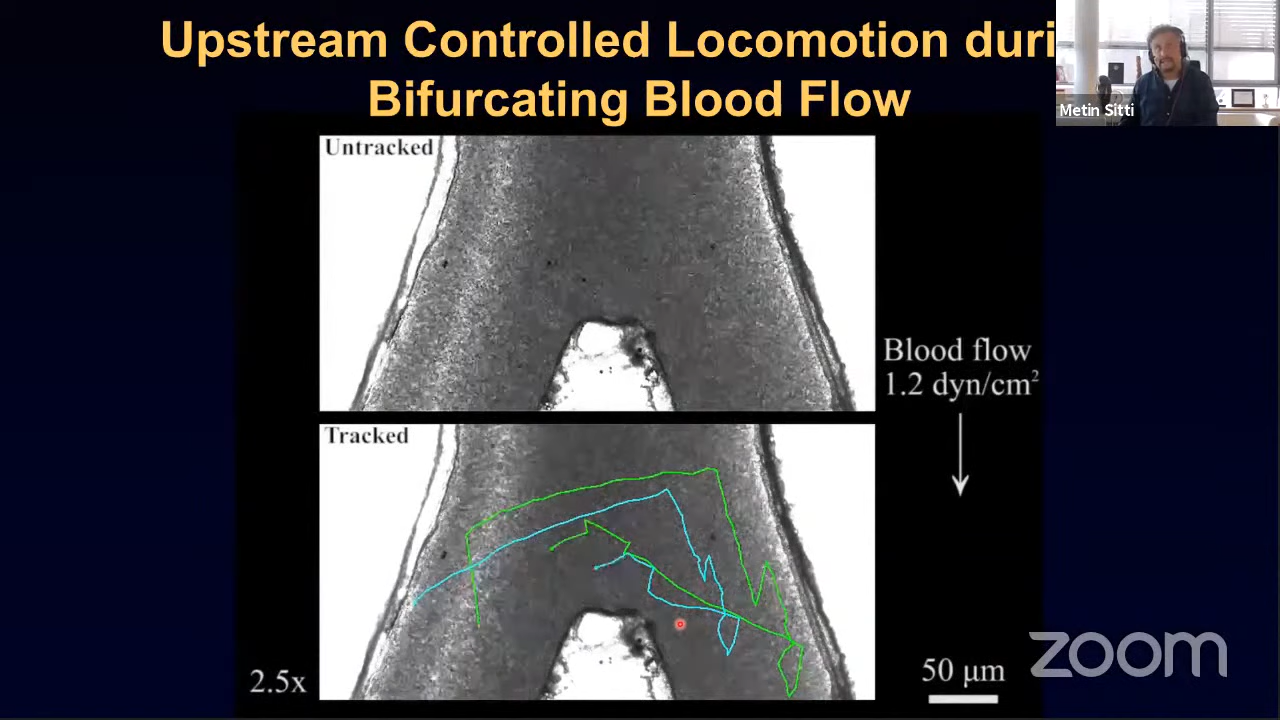 Upstream Controlled Locomotion duri
Bifurcating Blood Flow
Metin Sitti
Untracked
Blood flow
1.2 dyn/cm²
Tracked
2.5x
50 μm
zoom